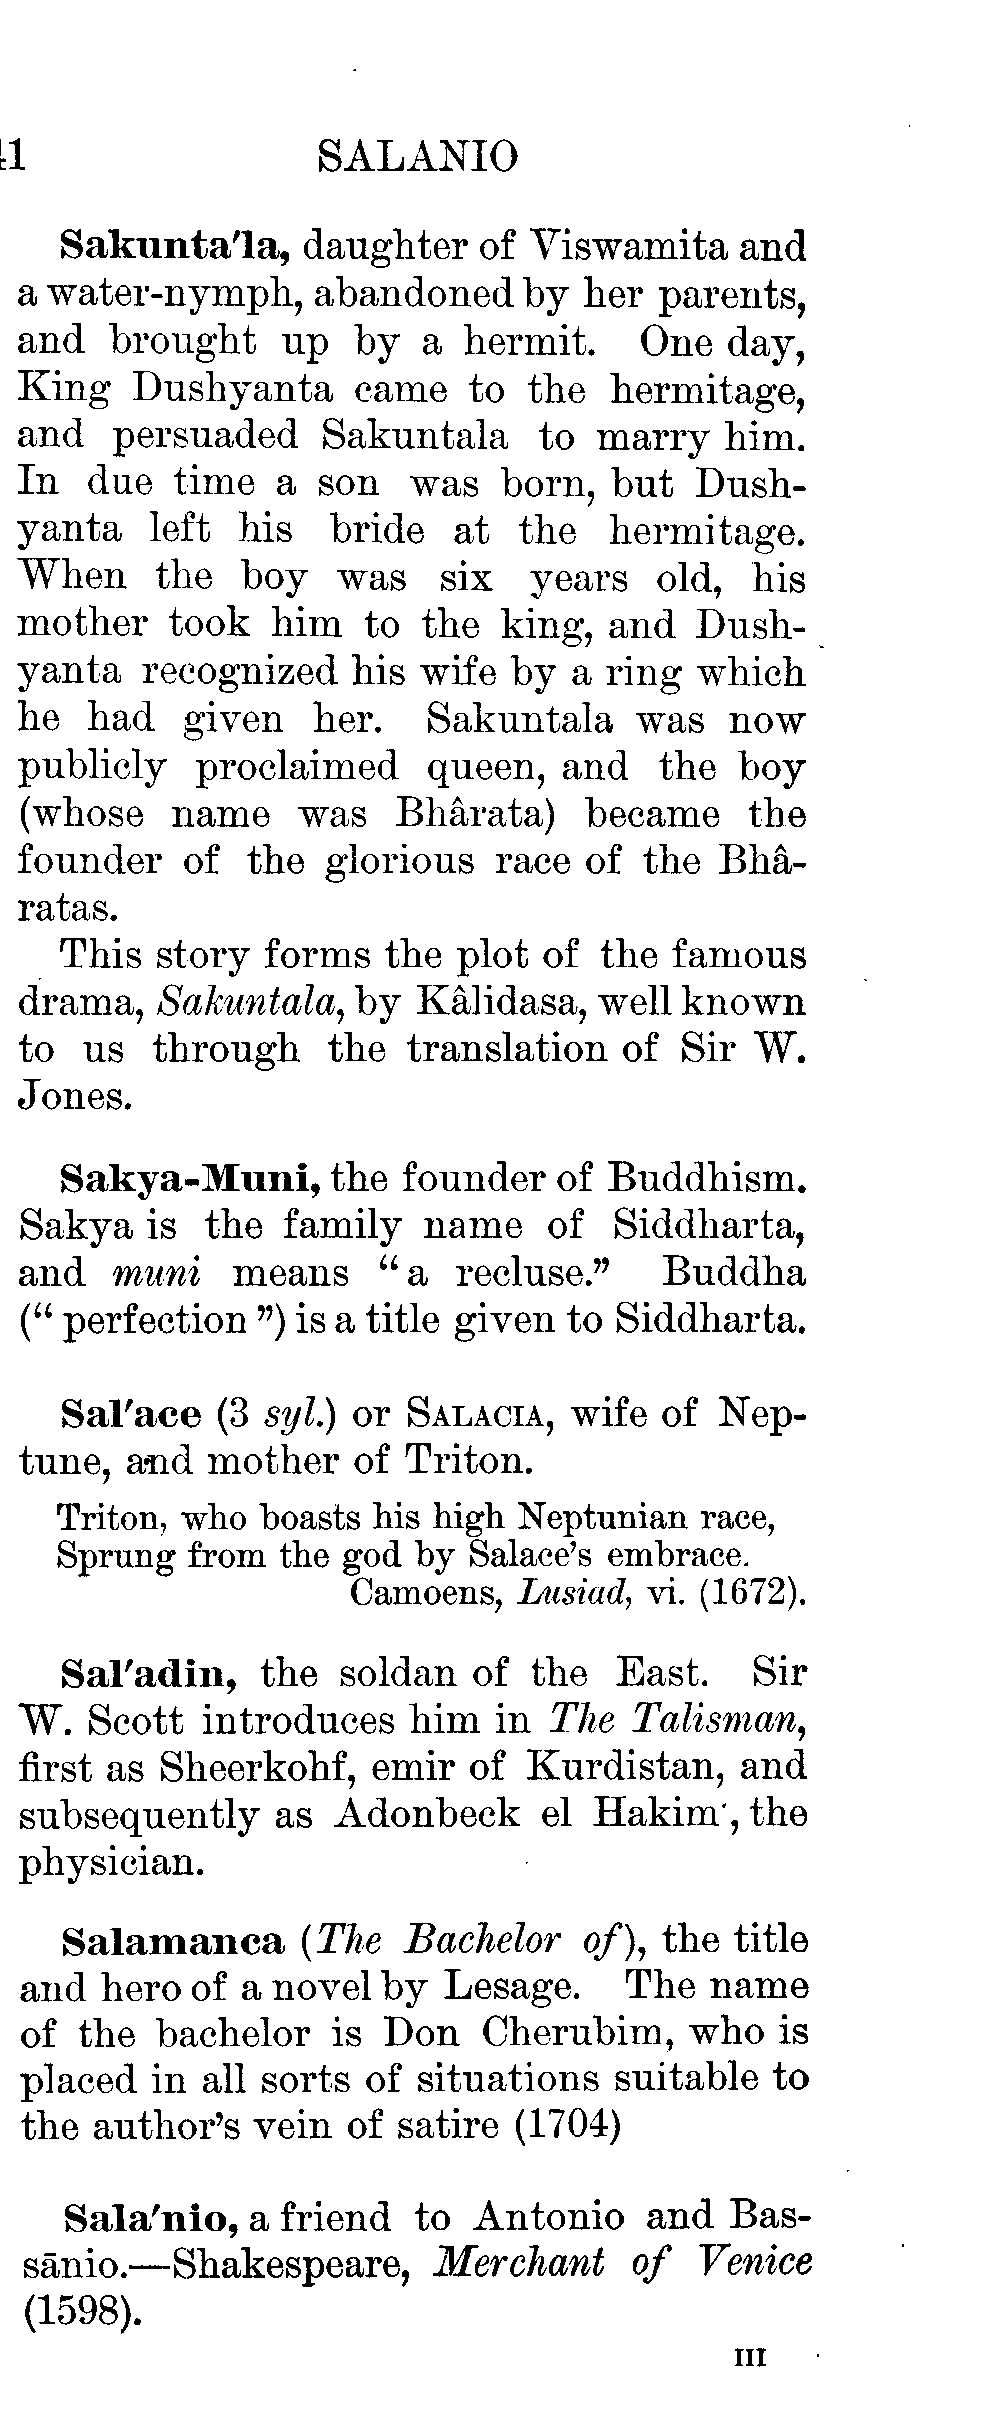 41 SALANIO
Sakunta'la, daughter of Viswamita and
a water-nymph, abandoned by her parents,
and brought up by a hermit. One day,
King Dushyanta came to the hermitage,
and persuaded Sakuntala to marry him.
In due time a son was born, but Dush-
yanta left his bride at the hermitage.
When the boy was six years old, his
mother took him to the king, and Dush-
yanta recognized his wife by a ring which
he had given her. Sakuntala was now
publicly proclaimed queen, and the boy
(whose name was Bhârata) became the
founder of the glorious race of the Bhâ-
ratas.
This story forms the plot of the famous
drama, Sakuntala, by Kâlidasa, well known
to us through the translation of Sir W.
Jones.
Sakya-Muni, the founder of Buddhism.
Sakya is the family name of Siddharta,
and muni means “a recluse.” Buddha
(“ perfection ”) is a title given to Siddharta.
Sal'ace (3 syl.) or SALACIA, wife of Nep-
tune, and mother of Triton.
Triton, who boasts his high Neptunian race,
Sprung from the god by Salace's embrace.
Camoens, Lusiad, vi. (1672).
Sal'adin, the soldan of the East. Sir
W. Scott introduces him in The Talisman,
first as Sheerkohf, emir of Kurdistan, and
subsequently as Adonbeck el Hakim', the
physician.
Salamanca (The Bachelor of), the title
and hero of a novel by Lesage. The name
of the bachelor is Don Cherubim, who is
placed in all sorts of situations suitable to
the author's vein of satire (1704)
Sala'nio, a friend to Antonio and Bas-
sānio.—Shakespeare, Merchant of Venice
(1598).
III